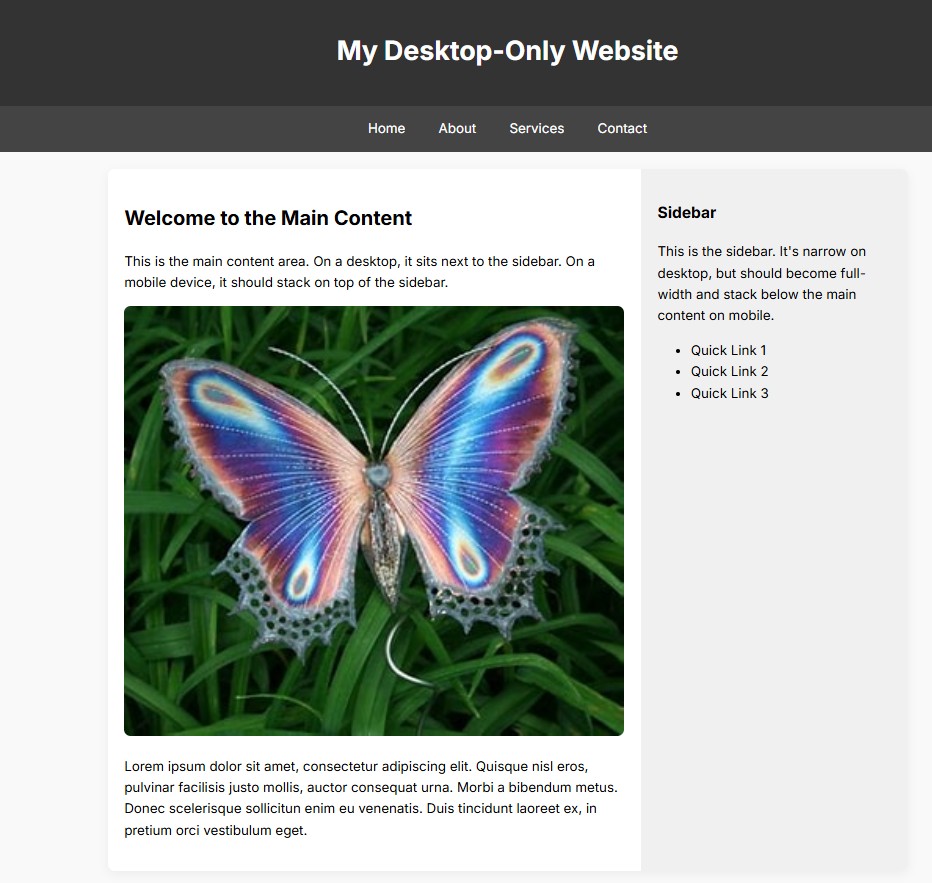 My Desktop-Only Website
Home About Services Contact
Welcome to the Main Content
This is the main content area. On a desktop, it sits next to the sidebar. On a
mobile device, it should stack on top of the sidebar.
Lorem ipsum dolor sit amet, consectetur adipiscing elit. Quisque nisl eros,
pulvinar facilisis justo mollis, auctor consequat urna. Morbi a bibendum metus.
Donec scelerisque sollicitun enim eu venenatis. Duis tincidunt laoreet ex, in
pretium orci vestibulum eget.
Sidebar
This is the sidebar. It's narrow on
desktop, but should become full-
width and stack below the main
content on mobile.
• Quick Link 1
• Quick Link 2
• Quick Link 3